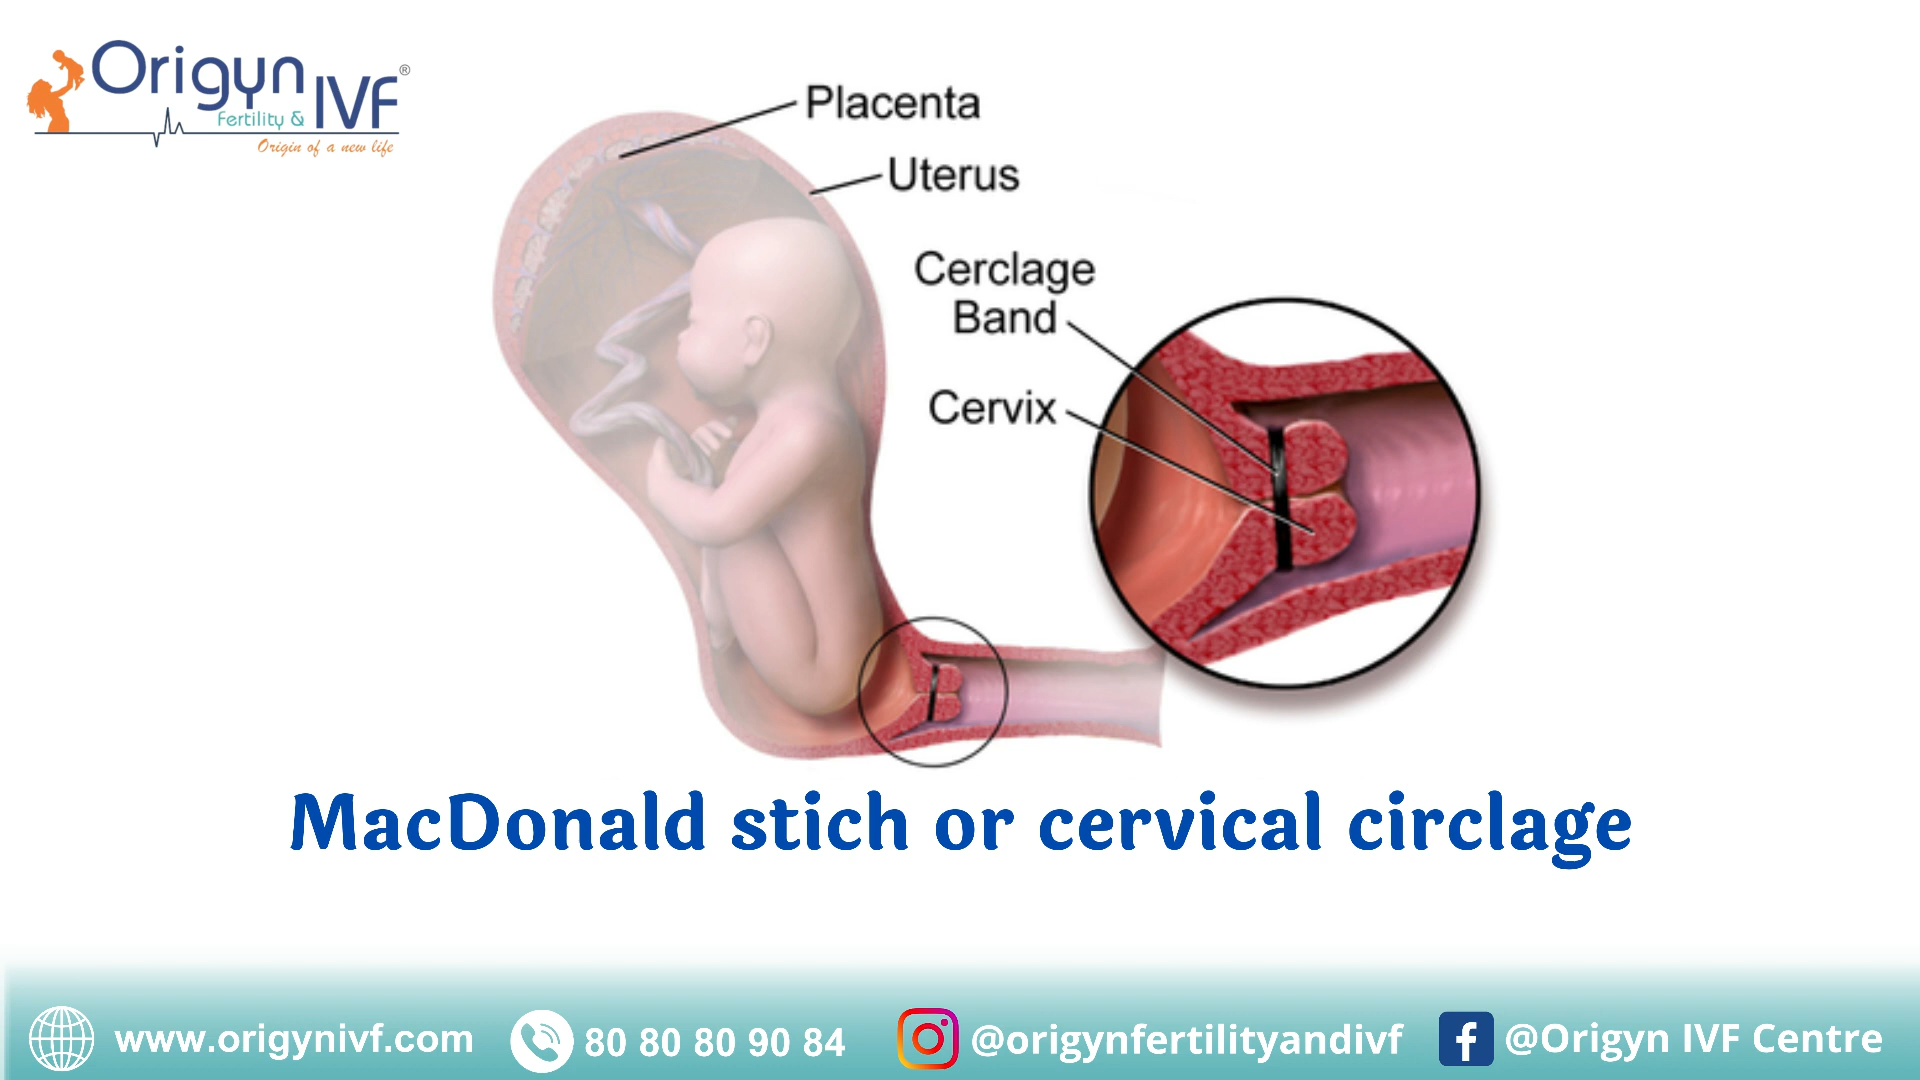 Origyn
Fertility & IVF®
Origin of a new life
Placenta
Uterus
Cerclage
Band
Cervix
MacDonald stich or cervical circlage
www.origynivf.com 80 80 80 90 84 @origynfertilityandivf @Origyn IVF Centre